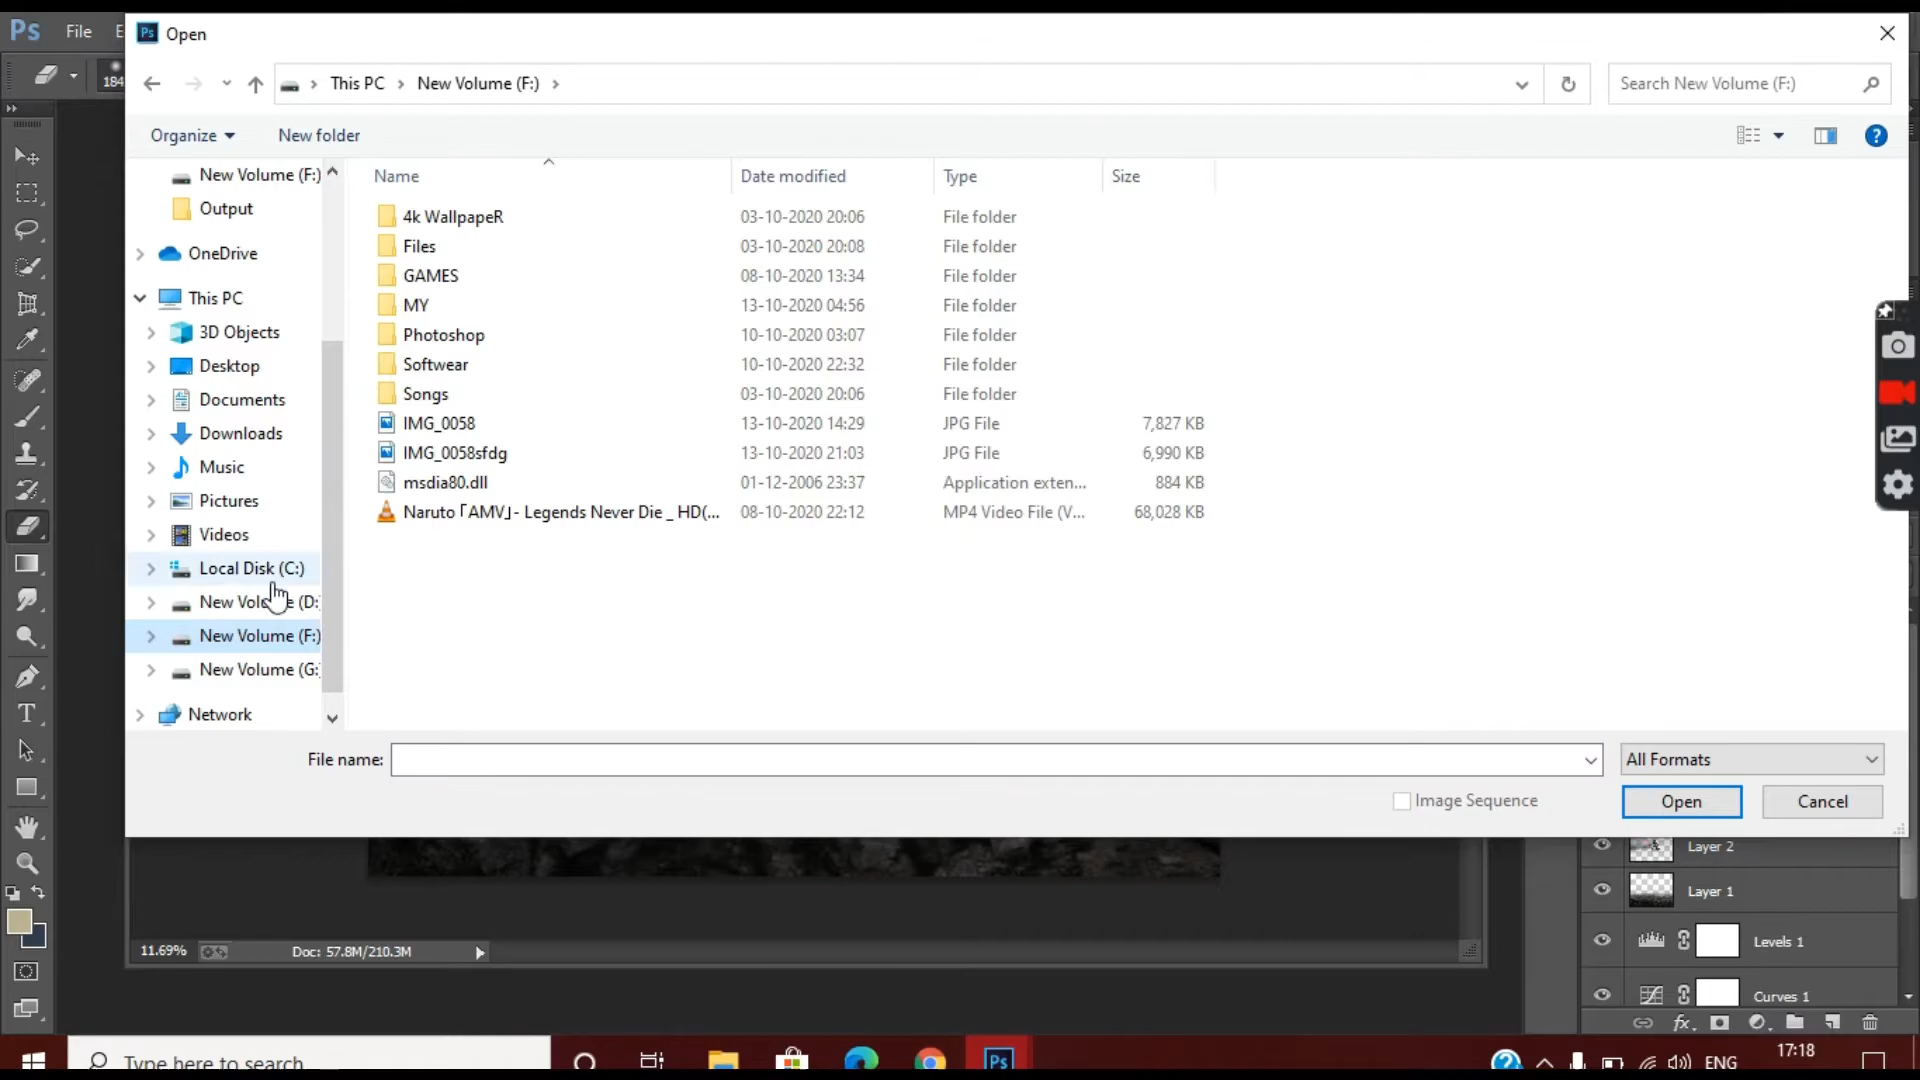 Ps File E
Ps Open
184
This PC New Volume (F:)
Search New Volume (F:)
Organize New folder
Name Date modified Type Size
New Volume (F:)
Output
OneDrive
This PC
3D Objects
Desktop
Documents
Downloads
Music
Pictures
Videos
Local Disk (C:)
New Volume (D:
New Volume (F:)
New Volume (G:
Network
4k WallpapeR 03-10-2020 20:06 File folder
Files 03-10-2020 20:08 File folder
GAMES 08-10-2020 13:34 File folder
MY 13-10-2020 04:56 File folder
Photoshop 10-10-2020 03:07 File folder
Softwear 10-10-2020 22:32 File folder
Songs 03-10-2020 20:06 File folder
IMG_0058 13-10-2020 14:29 JPG File 7,827 KB
IMG_0058sfdg 13-10-2020 21:03 JPG File 6,990 KB
msdia80.dll 01-12-2006 23:37 Application exten... 884 KB
Naruto「AMV」- Legends Never Die _ HD(... 08-10-2020 22:12 MP4 Video File (V... 68,028 KB
File name: All Formats
Image Sequence Open Cancel
Layer 2
Layer 1
Levels 1
Curves 1
11.69% Doc: 57.8M/210.3M
fx
Type here to search
Ps
ENG
17:18